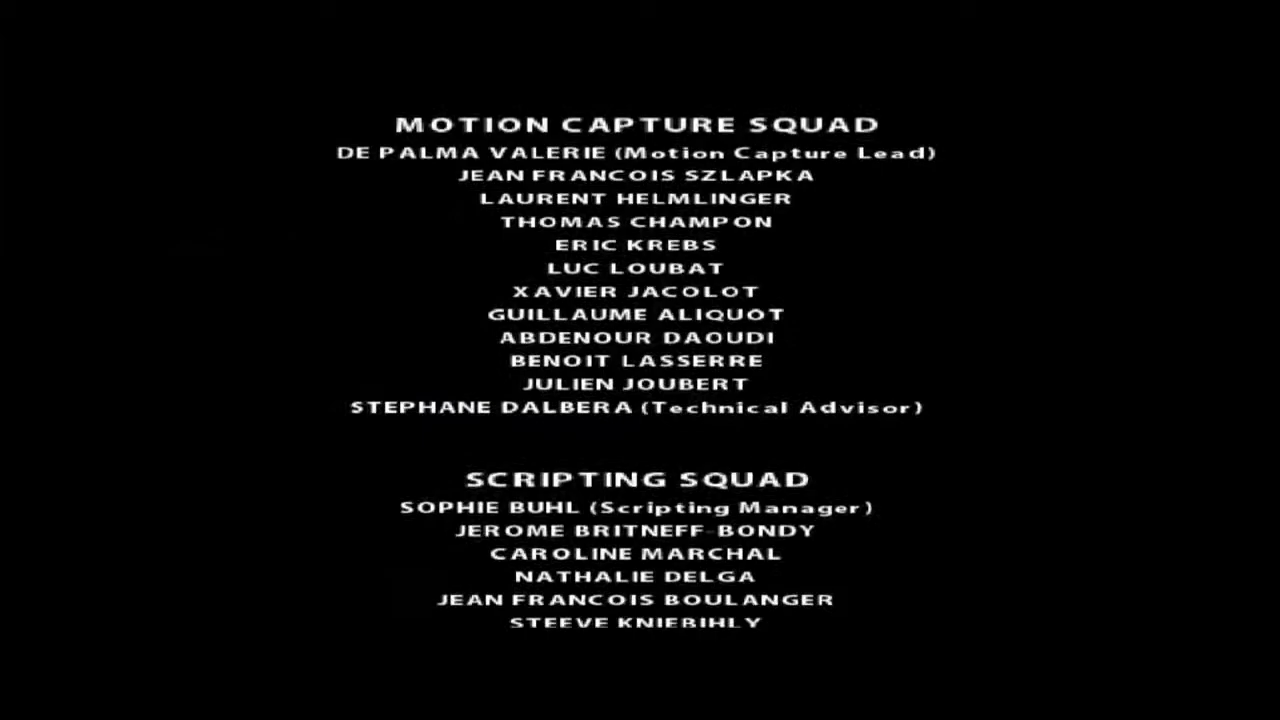 MOTION CAPTURE SQUAD
DE PALMA VALERIE (Motion Capture Lead)
JEAN FRANCOIS SZLAPKA
LAURENT HELMLINGER
THOMAS CHAMPON
ERIC KREBS
LUC LOUBAT
XAVIER JACOLOT
GUILLAUME ALIQUOT
ABDENOUR DAOUDI
BENOIT LASSERRE
JULIEN JOUBERT
STEPHANE DALBERA (Technical Advisor)
SCRIPTING SQUAD
SOPHIE BUHL (Scripting Manager)
JEROME BRITNEFF-BONDY
CAROLINE MARCHAL
NATHALIE DELGA
JEAN FRANCOIS BOULANGER
STEEVE KNIEBIHLY